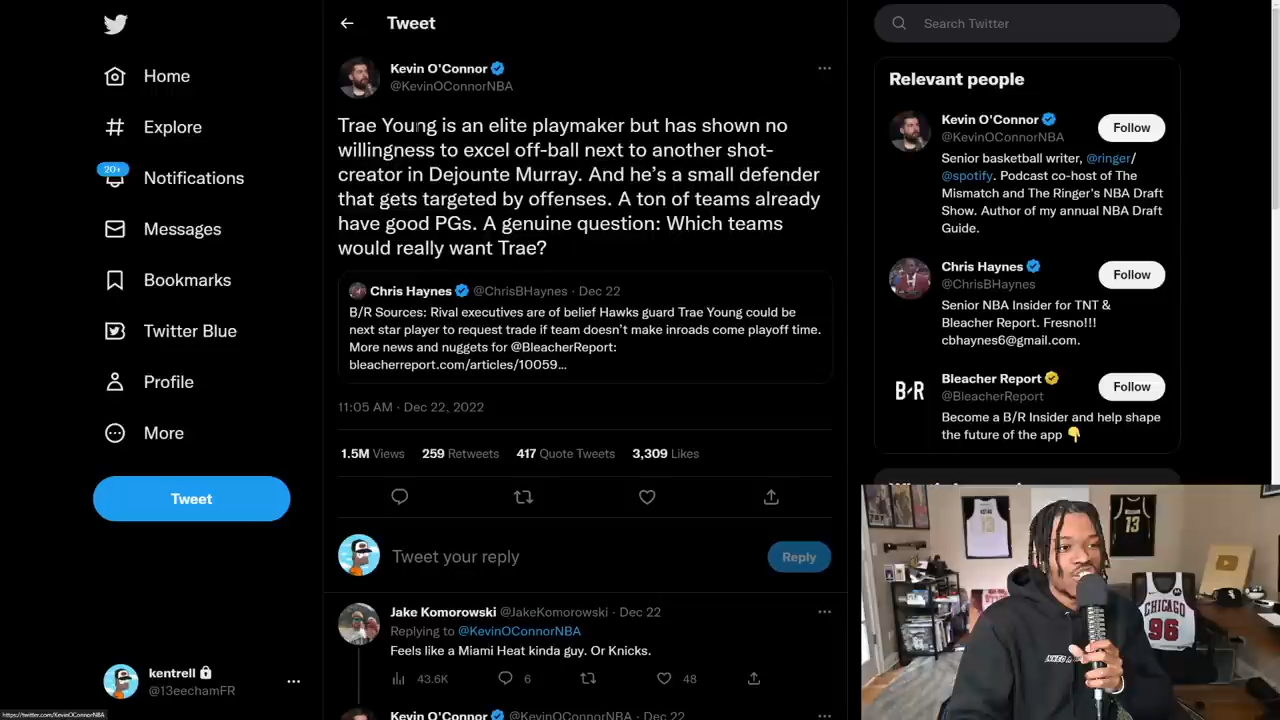 Tweet
Search Twitter
Home
Explore
20+
Notifications
Messages
Bookmarks
Twitter Blue
Profile
More
Tweet
kentrell
@13eechamFR
https://twitter.com/KevinOConnorNBA
Kevin O'Connor
@KevinOConnorNBA
Trae Young is an elite playmaker but has shown no
willingness to excel off-ball next to another shot-
creator in Dejounte Murray. And he's a small defender
that gets targeted by offenses. A ton of teams already
have good PGs. A genuine question: Which teams
would really want Trae?
Chris Haynes @ChrisBHaynes · Dec 22
B/R Sources: Rival executives are of belief Hawks guard Trae Young could be
next star player to request trade if team doesn't make inroads come playoff time.
More news and nuggets for @BleacherReport:
bleacherreport.com/articles/10059...
11:05 AM · Dec 22, 2022
1.5M Views 259 Retweets 417 Quote Tweets 3,309 Likes
Tweet your reply
Reply
Jake Komorowski @JakeKomorowski · Dec 22
Replying to @KevinOConnorNBA
Feels like a Miami Heat kinda guy. Or Knicks.
43.6K 6 48
Kevin O'Connor @KevinOConnorNBA · Dec 22
Relevant people
Kevin O'Connor
@KevinOConnorNBA
Follow
Senior basketball writer, @ringer/
@spotify. Podcast co-host of The
Mismatch and The Ringer's NBA Draft
Show. Author of my annual NBA Draft
Guide.
Chris Haynes
@ChrisBHaynes
Follow
Senior NBA Insider for TNT &
Bleacher Report. Fresno!!!
cbhaynes6@gmail.com.
B/R
Bleacher Report
@BleacherReport
Follow
Become a B/R Insider and help shape
the future of the app
13
13
CHICAGO
96